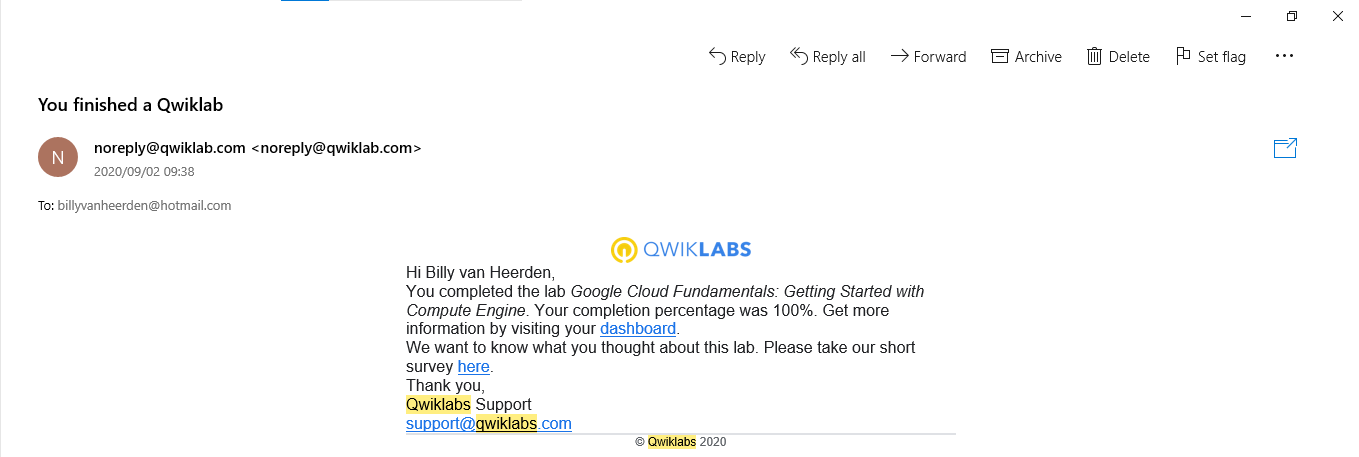 Reply Reply all Forward Archive Delete Set flag
You finished a Qwiklab
N
noreply@qwiklab.com <noreply@qwiklab.com>
2020/09/02 09:38
To: billyvanheerden@hotmail.com
QWIKLABS
Hi Billy van Heerden,
You completed the lab Google Cloud Fundamentals: Getting Started with
Compute Engine. Your completion percentage was 100%. Get more
information by visiting your dashboard.
We want to know what you thought about this lab. Please take our short
survey here.
Thank you,
Qwiklabs Support
support@qwiklabs.com
© Qwiklabs 2020